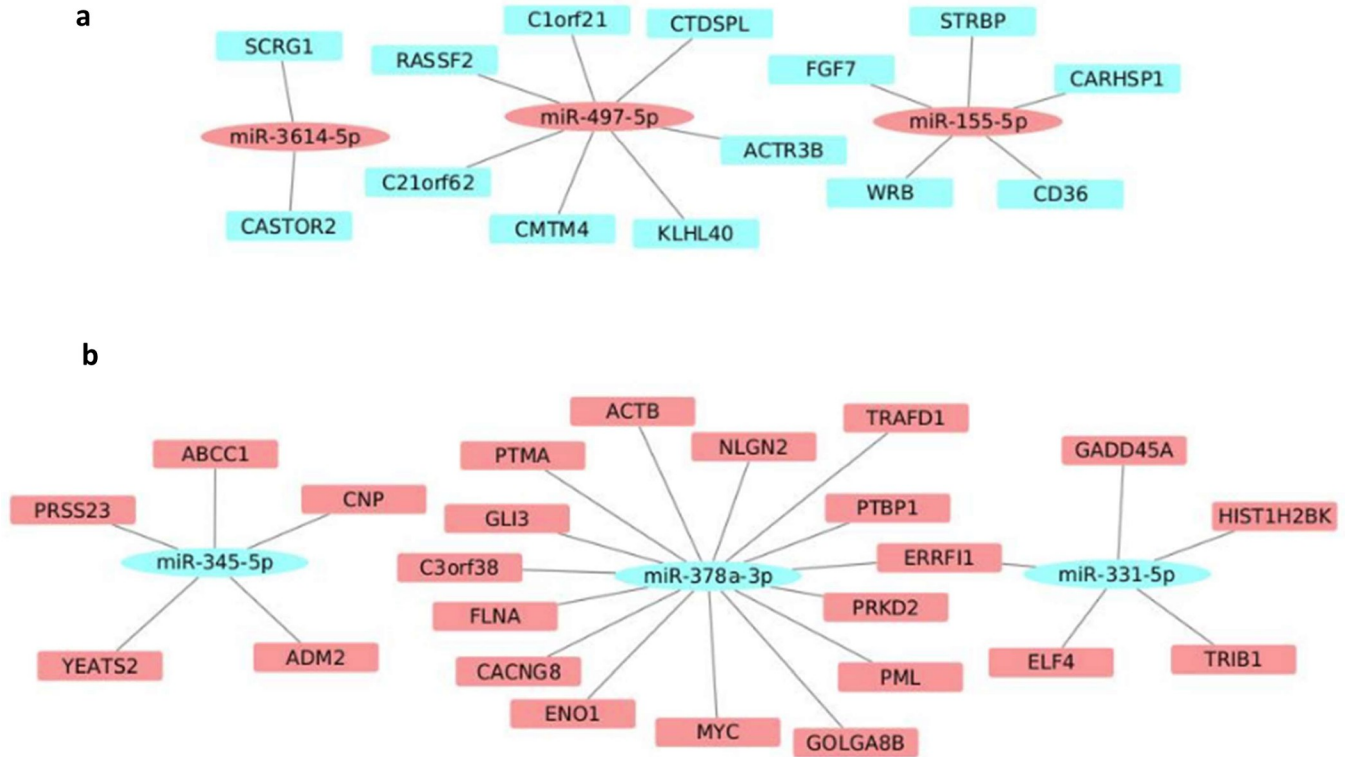 a
C1orf21
CTDSPL
STRBP
SCRG1
RASSF2
FGF7
CARHSP1
miR-3614-5p
miR-497-5p
miR-155-5p
ACTR3B
C21orf62
WRB
CD36
CASTOR2
CMTM4
KLHL40
b
ACTB
TRAFD1
ABCC1
PTMA
NLGN2
GADD45A
PRSS23
CNP
GLI3
PTBP1
HIST1H2BK
miR-345-5p
C3orf38
miR-378a-3p
ERRFI1
miR-331-5p
FLNA
PRKD2
YEATS2
ADM2
CACNG8
PML
ELF4
TRIB1
ENO1
MYC
GOLGA8B